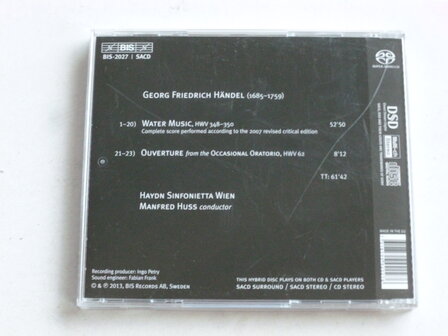 BIS
BIS-2027 | SACD
Georg Friedrich Händel (1685–1759)
1–20) Water Music, HWV 348–350 52'50
Complete score performed according to the 2007 revised critical edition
21–23) Ouverture from the Occasional Oratorio, HWV 62 8'12
TT: 61'42
Haydn Sinfonietta Wien
Manfred Huss conductor
Recording producer: Ingo Petry
Sound engineer: Fabian Frank
© & ℗ 2013, BIS Records AB, Sweden
THIS HYBRID DISC PLAYS ON BOTH CD & SACD PLAYERS
SACD SURROUND / SACD STEREO / CD STEREO
SUPER AUDIO CD
DSD
MADE IN THE EU